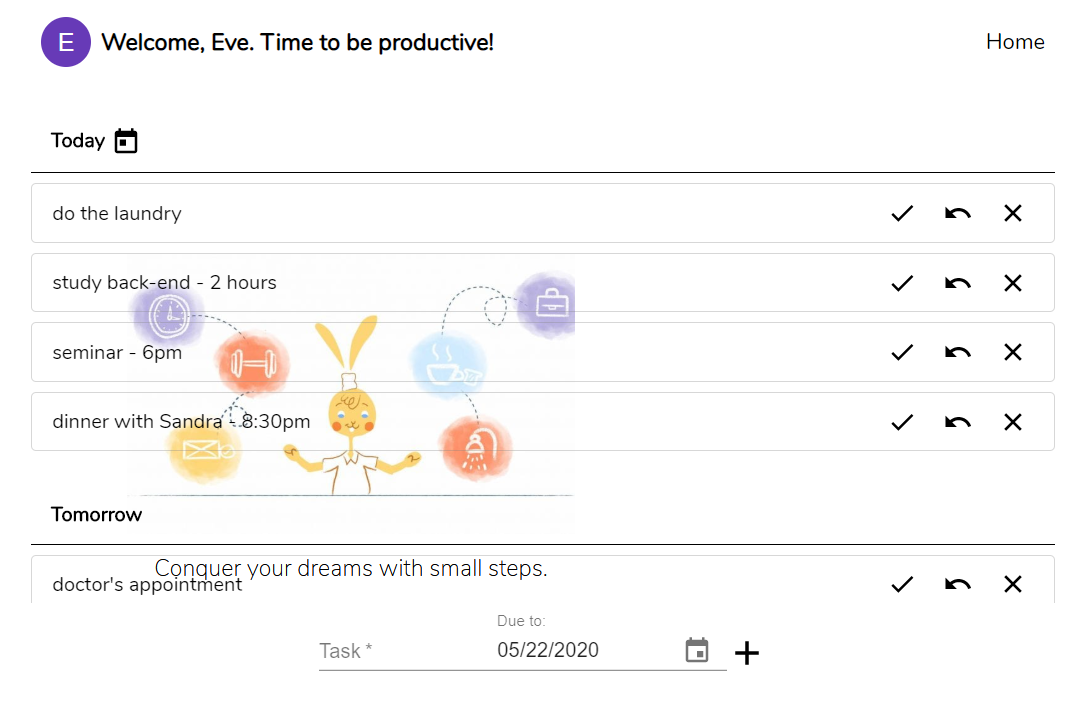 E
Welcome, Eve. Time to be productive!
Home
Today
do the laundry
study back-end - 2 hours
seminar - 6pm
dinner with Sandra - 8:30pm
Tomorrow
Conquer your dreams with small steps.
doctor's appointment
Due to:
Task *
05/22/2020